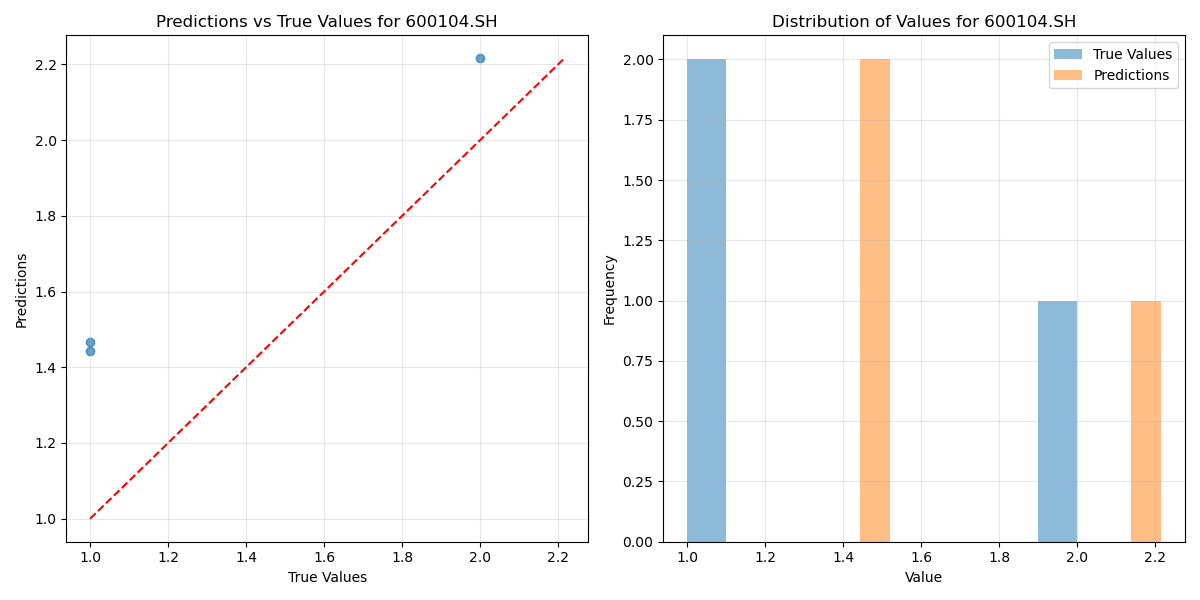 Predictions vs True Values for 600104.SH
2.2
2.0
1.8
1.6
1.4
1.2
1.0
Predictions
1.0 1.2 1.4 1.6 1.8 2.0 2.2
True Values
Distribution of Values for 600104.SH
True Values
Predictions
2.00
1.75
1.50
1.25
1.00
0.75
0.50
0.25
0.00
Frequency
1.0 1.2 1.4 1.6 1.8 2.0 2.2
Value